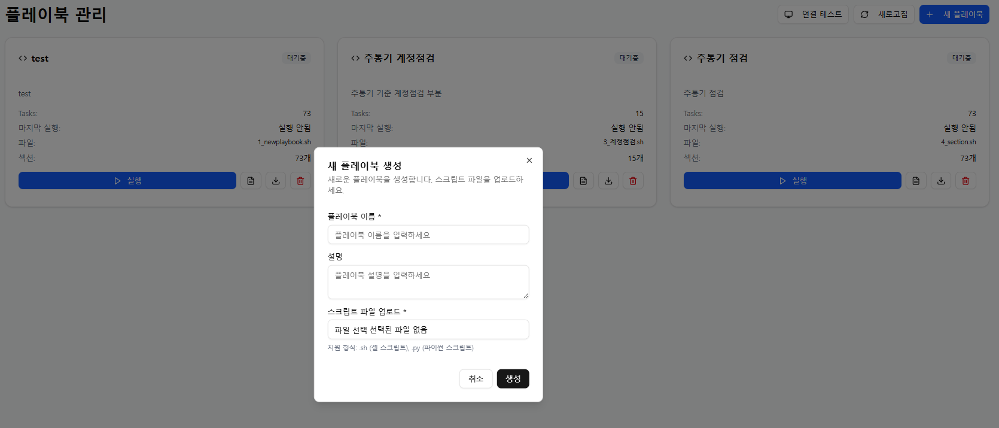 플레이북 관리
연결 테스트
새로고침
새 플레이북
test
대기중
test
Tasks:
73
마지막 실행:
실행 안됨
파일:
1_newplaybook.sh
섹션:
73개
실행
주통기 계정점검
대기중
주통기 기준 계정점검 부분
Tasks:
15
마지막 실행:
실행 안됨
파일:
3_계정점검.sh
15개
주통기 점검
대기중
주통기 점검
Tasks:
73
마지막 실행:
실행 안됨
파일:
4_section.sh
섹션:
73개
실행
새 플레이북 생성
새로운 플레이북을 생성합니다. 스크립트 파일을 업로드하
세요.
플레이북 이름 *
플레이북 이름을 입력하세요
설명
플레이북 설명을 입력하세요
스크립트 파일 업로드 *
파일 선택 선택된 파일 없음
지원 형식: .sh (셸 스크립트), .py (파이썬 스크립트)
취소
생성